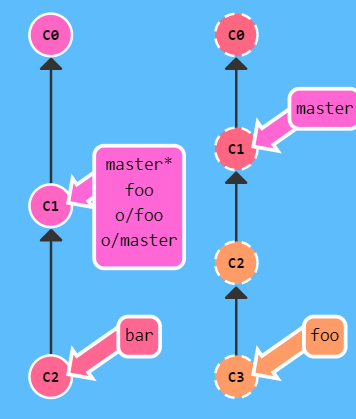 C0
C1
master*
foo
o/foo
o/master
C2
bar
C0
C1
master
C2
C3
foo